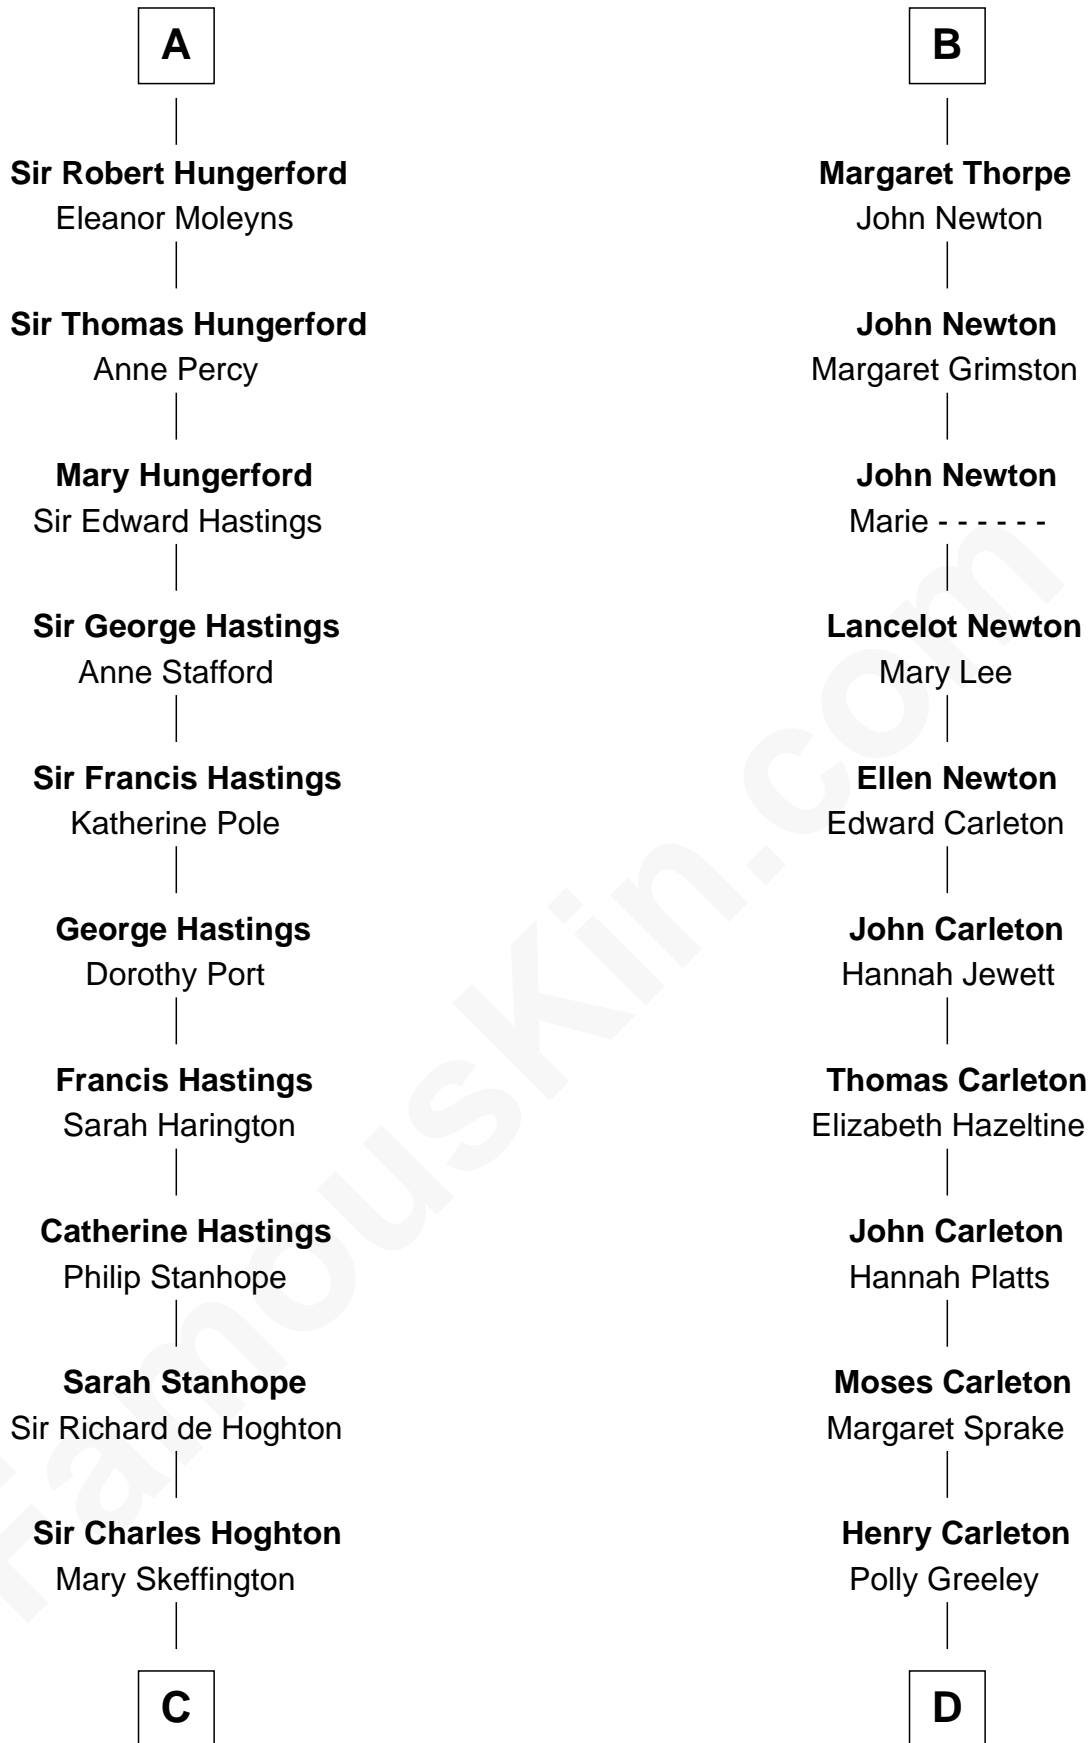 A
Sir Robert Hungerford
Eleanor Moleyns
Sir Thomas Hungerford
Anne Percy
Mary Hungerford
Sir Edward Hastings
Sir George Hastings
Anne Stafford
Sir Francis Hastings
Katherine Pole
George Hastings
Dorothy Port
Francis Hastings
Sarah Harington
Catherine Hastings
Philip Stanhope
Sarah Stanhope
Sir Richard de Hoghton
Sir Charles Hoghton
Mary Skeffington
C
B
Margaret Thorpe
John Newton
John Newton
Margaret Grimston
John Newton
Marie - - - - - -
Lancelot Newton
Mary Lee
Ellen Newton
Edward Carleton
John Carleton
Hannah Jewett
Thomas Carleton
Elizabeth Hazeltine
John Carleton
Hannah Platts
Moses Carleton
Margaret Sprake
Henry Carleton
Polly Greeley
D
FamousKin.com